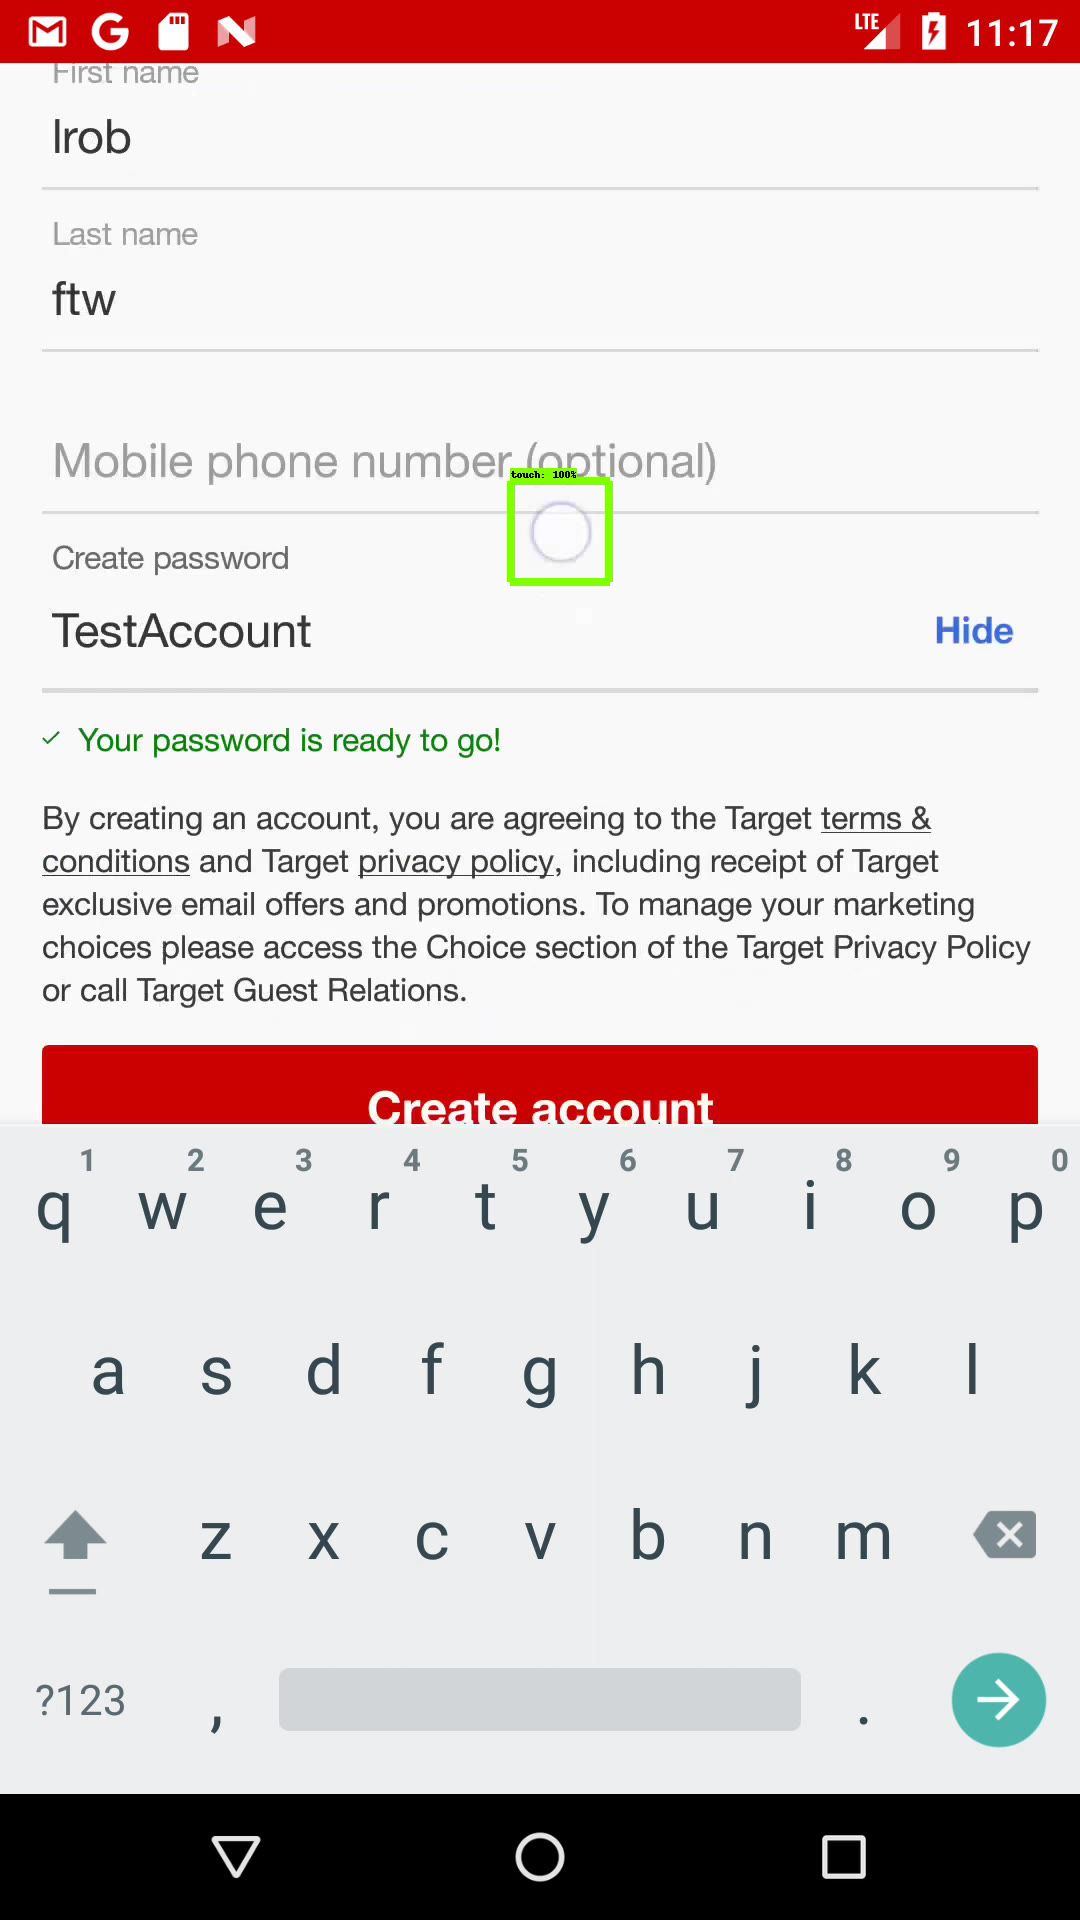 LTE 11:17
First name
lrob
Last name
ftw
Mobile phone number (optional)
touch: 100%
Create password
TestAccount
Hide
Your password is ready to go!
By creating an account, you are agreeing to the Target terms &
conditions and Target privacy policy, including receipt of Target
exclusive email offers and promotions. To manage your marketing
choices please access the Choice section of the Target Privacy Policy
or call Target Guest Relations.
Create account
1 2 3 4 5 6 7 8 9 0
q w e r t y u i o p
a s d f g h j k l
z x c v b n m
?123 , .